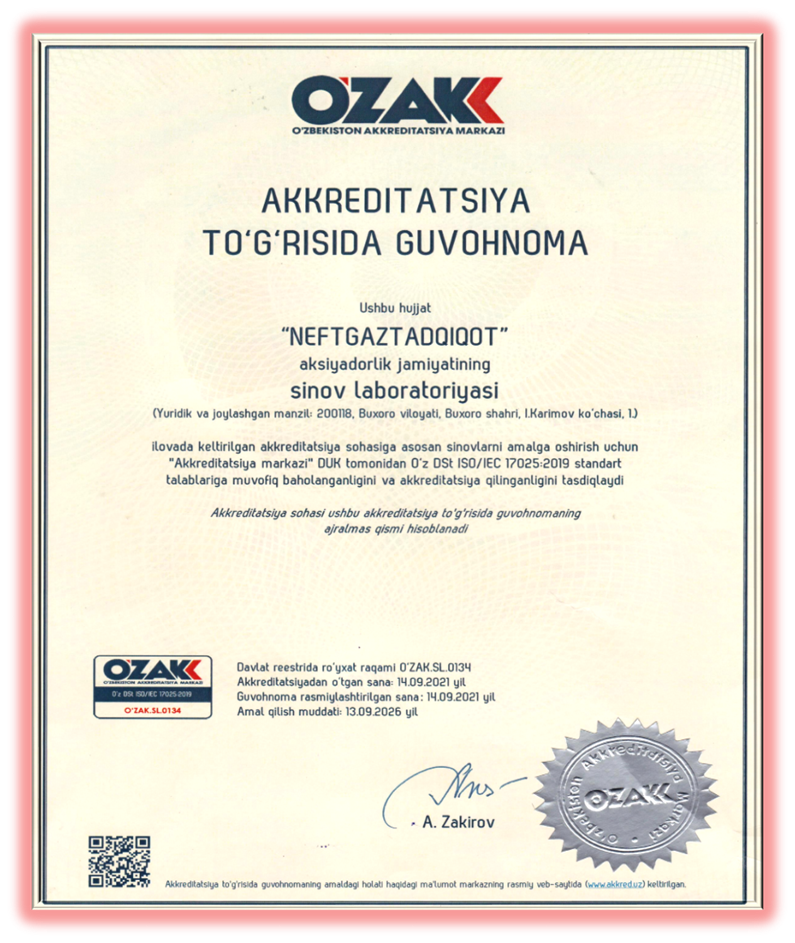 O'ZAKK
O'ZBEKISTON AKKREDITATSIYA MARKAZI
AKKREDITATSIYA
TO‘G‘RISIDA GUVOHNOMA
Ushbu hujjat
“NEFTGAZTADQIQOT”
aksiyadorlik jamiyatining
sinov laboratoriyasi
(Yuridik va joylashgan manzil: 200118, Buxoro viloyati, Buxoro shahri, I.Karimov ko‘chasi, 1.)
ilovada keltirilgan akkreditatsiya sohasiga asosan sinovlarni amalga oshirish uchun
"Akkreditatsiya markazi" DUK tomonidan O‘z DSt ISO/IEC 17025:2019 standart
talablariga muvofiq baholanganligini va akkreditatsiya qilinganligini tasdiqlaydi
Akkreditatsiya sohasi ushbu akkreditatsiya to‘g‘risida guvohnomaning
ajralmas qismi hisoblanadi
O'ZAKK
O'ZBEKISTON AKKREDITATSIYA MARKAZI
O‘z DSt ISO/IEC 17025:2019
O‘ZAK.SL.0134
Davlat reestrida ro‘yxat raqami O‘ZAK.SL.0134
Akkreditatsiyadan o‘tgan sana: 14.09.2021 yil
Guvohnoma rasmiylashtirilgan sana: 14.09.2021 yil
Amal qilish muddati: 13.09.2026 yil
A. Zakirov
O‘zbekiston Akkreditatsiya Markazi
O'ZAKK
Akkreditatsiya to‘g‘risida guvohnomaning amaldagi holati haqidagi ma‘lumot markazning rasmiy veb-saytida (www.akkred.uz) keltirilgan.